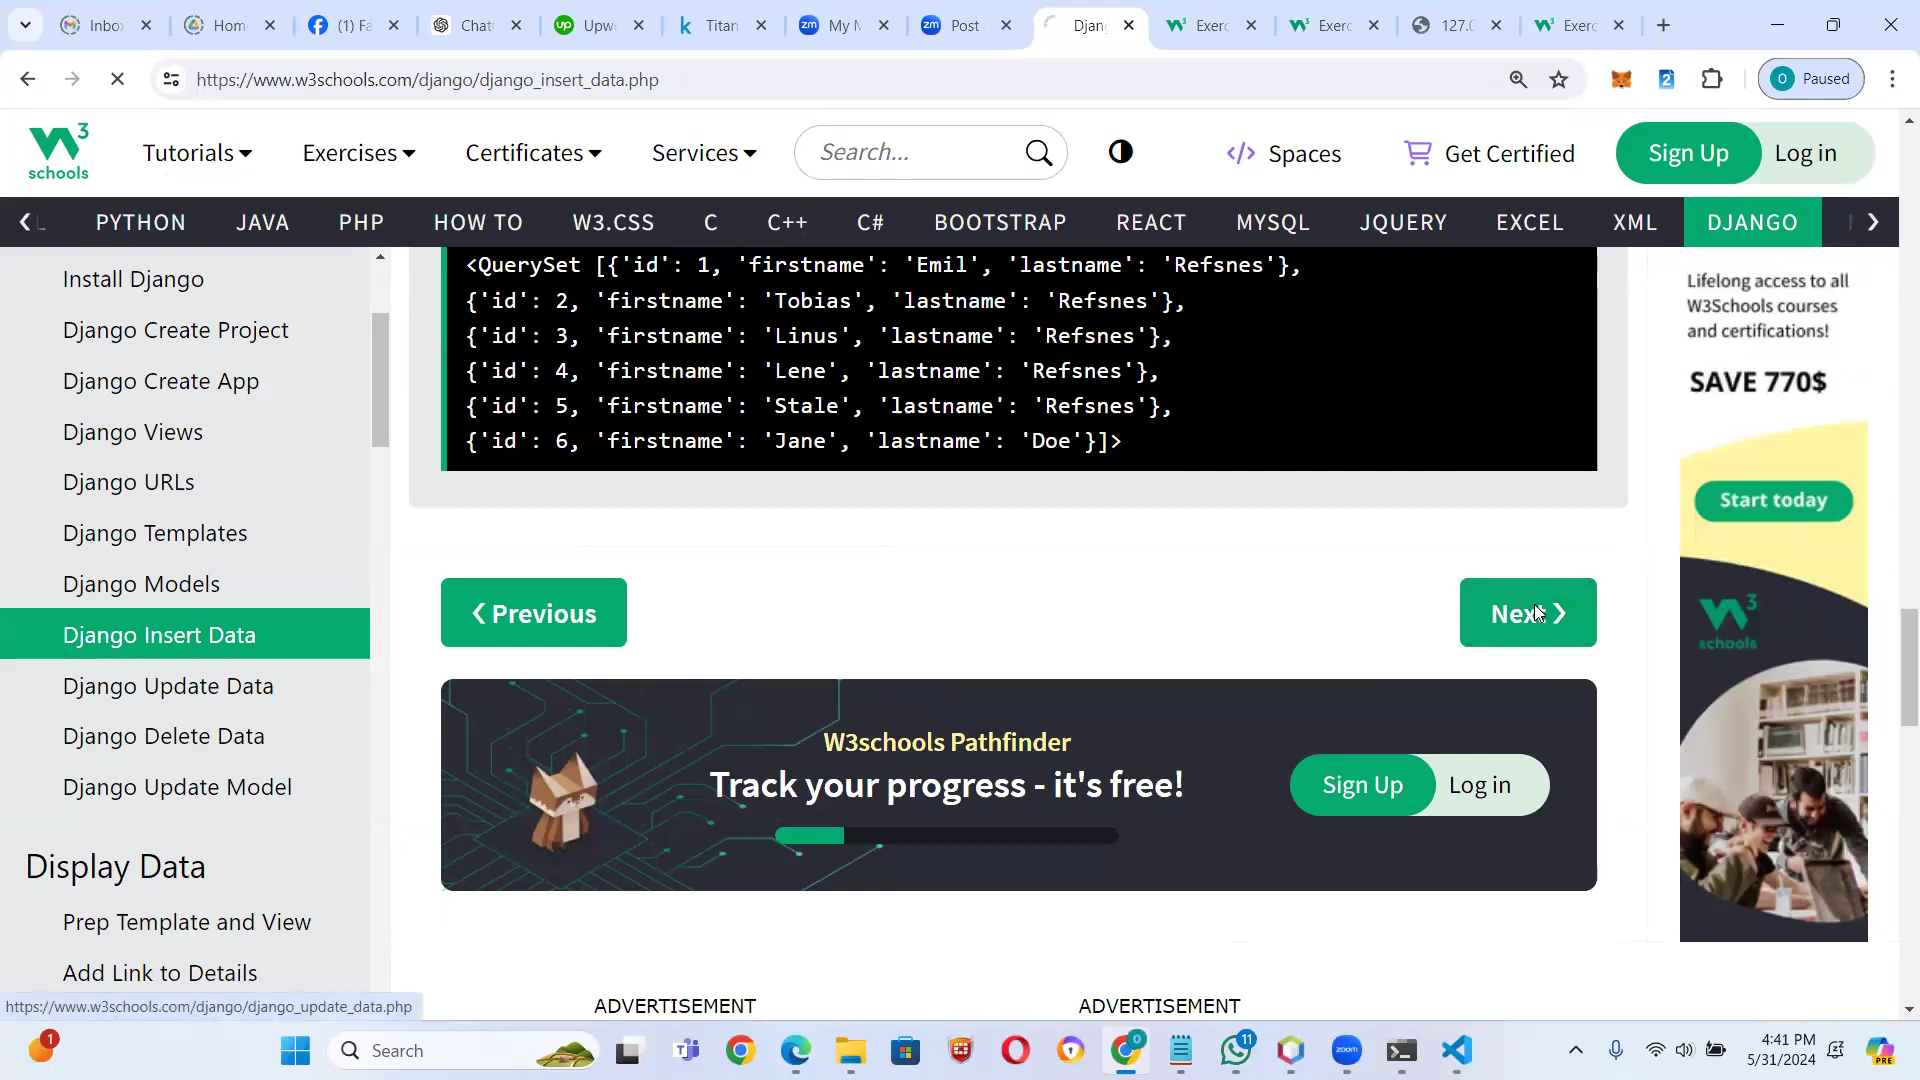 Inbo
Hom
(1) Fa
Chat
Upw
Titan
My M
Post
Djan
Exerc
Exerc
127.0
Exerc
https://www.w3schools.com/django/django_insert_data.php
Paused
schools
Tutorials
Exercises
Certificates
Services
Search...
Spaces
Get Certified
Sign Up
Log in
PYTHON
JAVA
PHP
HOW TO
W3.CSS
C
C++
C#
BOOTSTRAP
REACT
MYSQL
JQUERY
EXCEL
XML
DJANGO
Install Django
Django Create Project
Django Create App
Django Views
Django URLs
Django Templates
Django Models
Django Insert Data
Django Update Data
Django Delete Data
Django Update Model
Display Data
Prep Template and View
Add Link to Details
https://www.w3schools.com/django/django_update_data.php
<QuerySet [{'id': 1, 'firstname': 'Emil', 'lastname': 'Refsnes'},
{'id': 2, 'firstname': 'Tobias', 'lastname': 'Refsnes'},
{'id': 3, 'firstname': 'Linus', 'lastname': 'Refsnes'},
{'id': 4, 'firstname': 'Lene', 'lastname': 'Refsnes'},
{'id': 5, 'firstname': 'Stale', 'lastname': 'Refsnes'},
{'id': 6, 'firstname': 'Jane', 'lastname': 'Doe'}]>
❮ Previous
Next ❯
W3schools Pathfinder
Track your progress - it's free!
Sign Up
Log in
ADVERTISEMENT
ADVERTISEMENT
Lifelong access to all
W3Schools courses
and certifications!
SAVE 770$
Start today
schools
Search
4:41 PM
5/31/2024